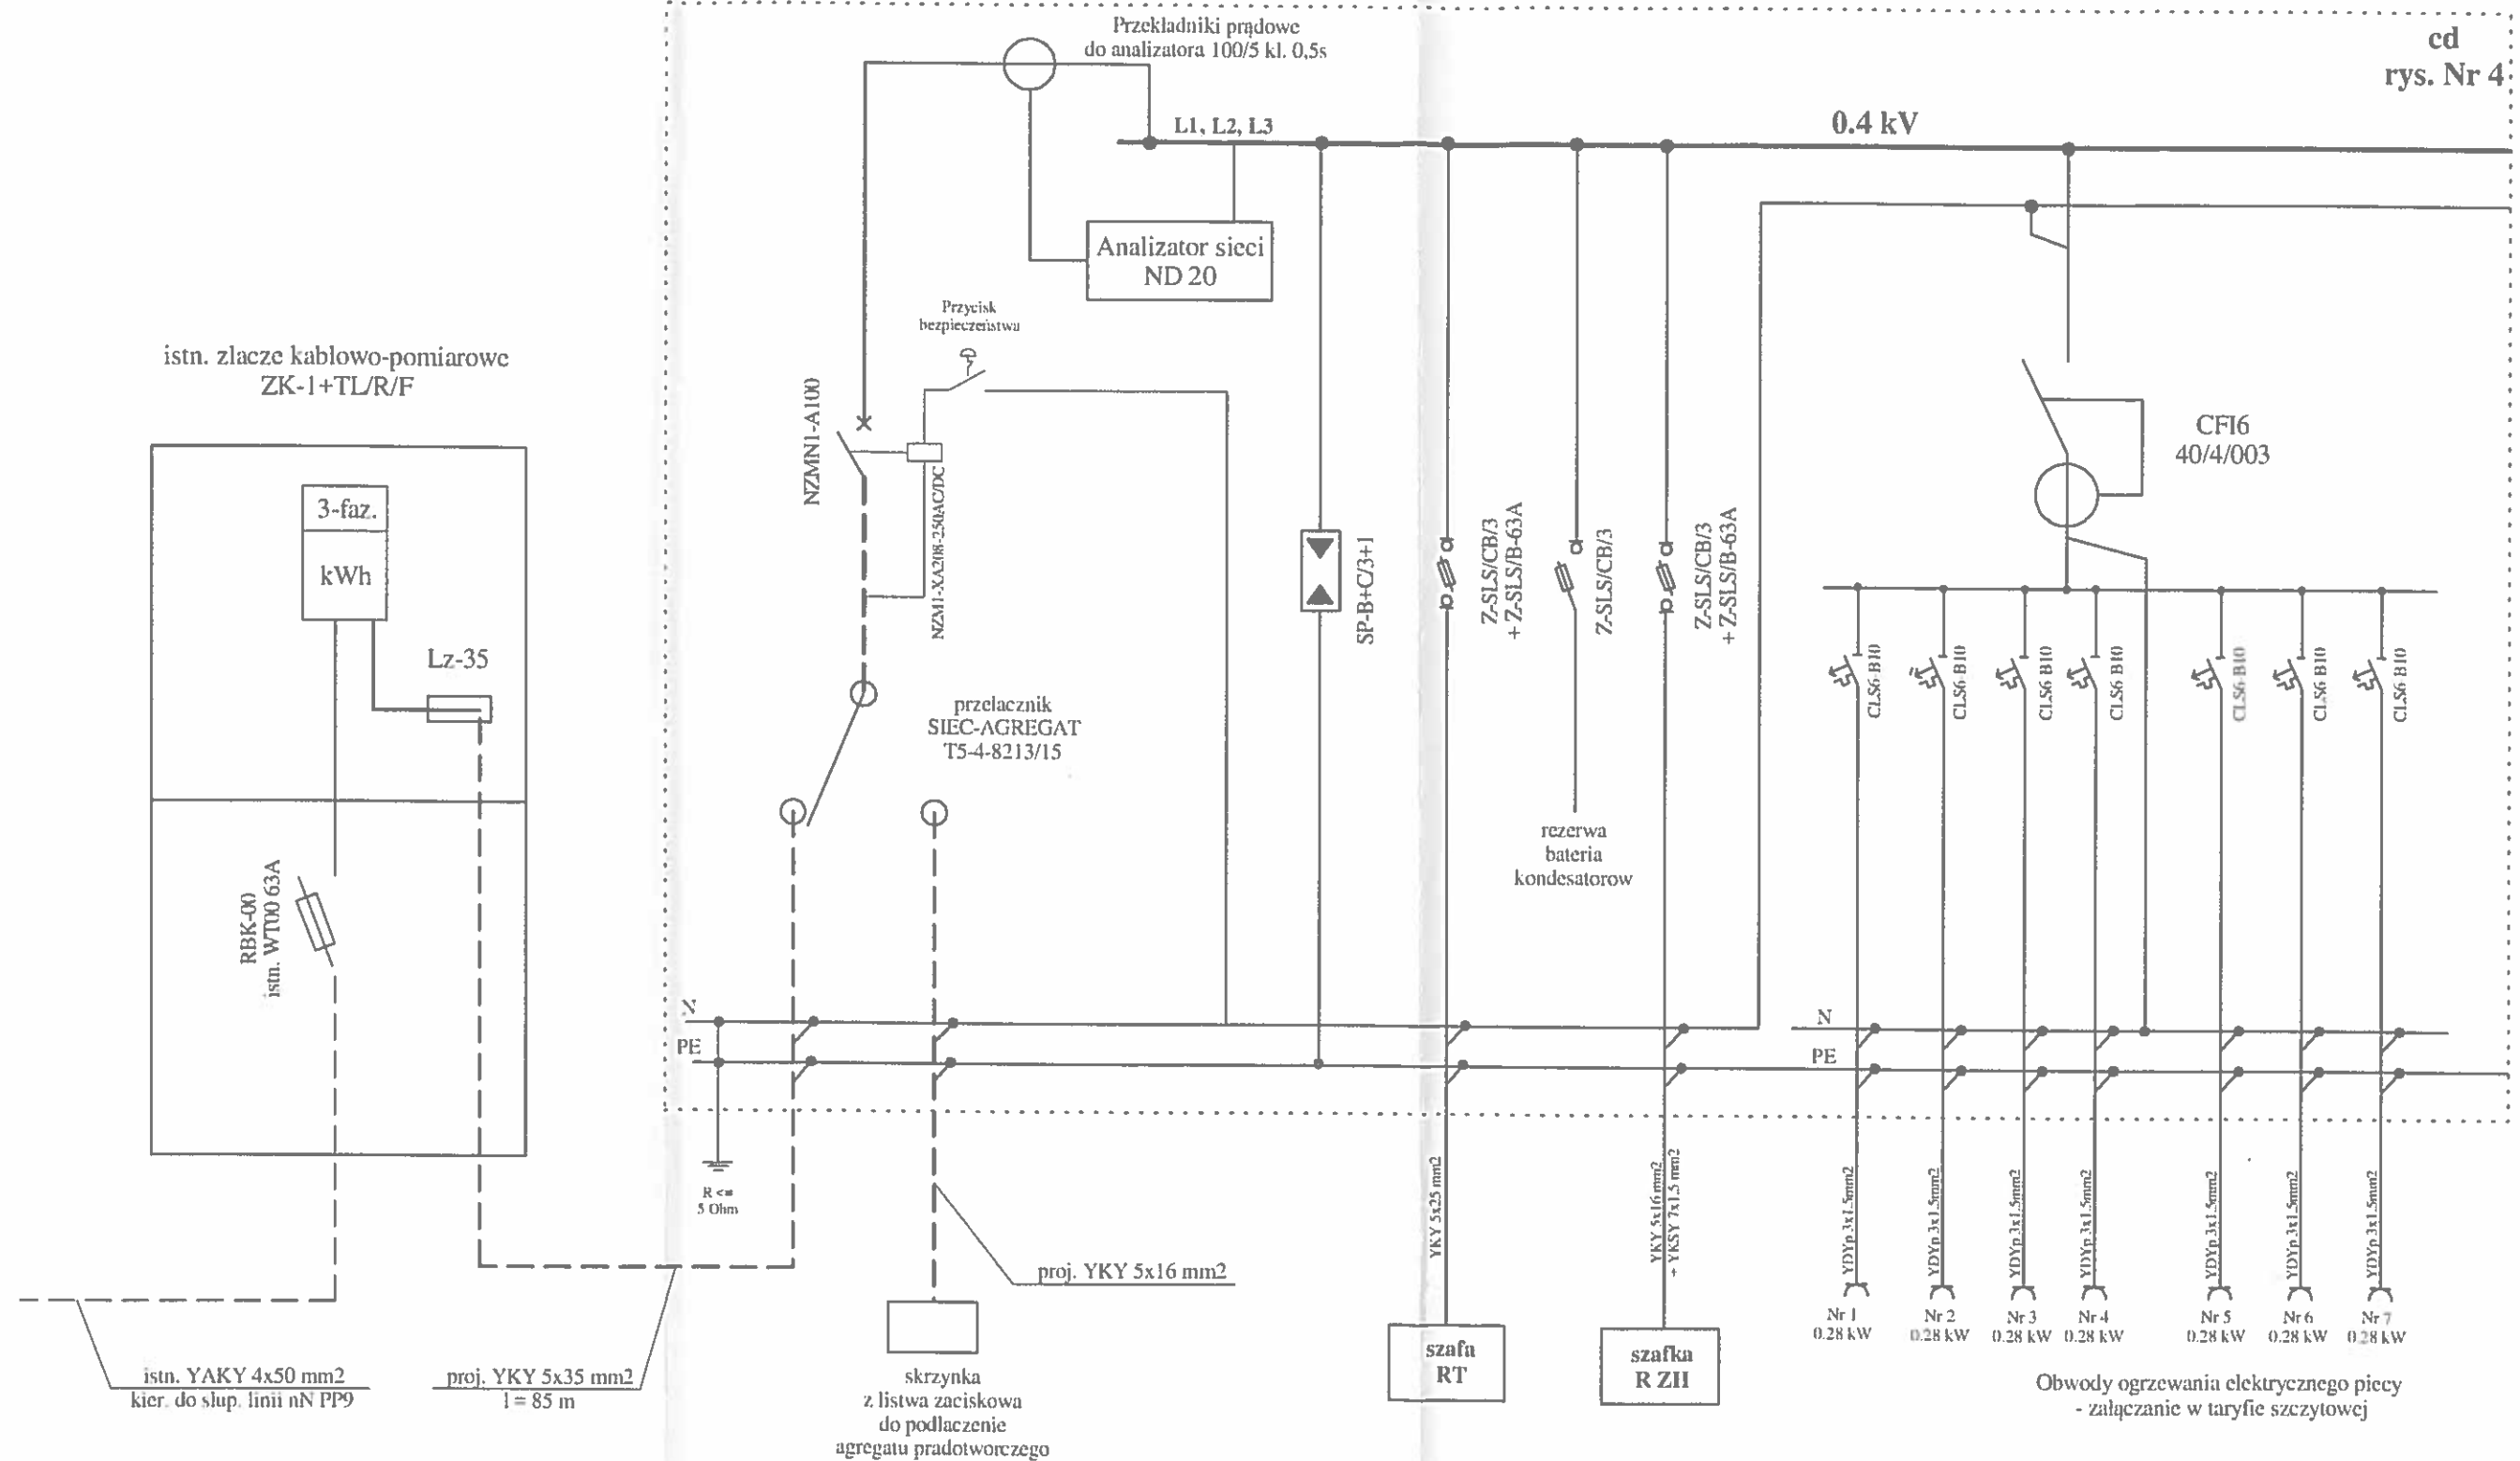 Przekladniki prądowe
do analizatora 100/5 kl. 0,5s
cd
rys. Nr 4
L1, L2, L3
0.4 kV
Analizator sieci
ND 20
Przycisk
bezpieczeństwa
istn. zlacze kablowo-pomiarowe
ZK-1+TL/R/F
3-faz.
kWh
Lz-35
RBK-00
istn. WT00 63A
NZMN1-A100
NZM1-XA208-250AC/DC
przelacznik
SIEC-AGREGAT
T5-4-8213/15
SP-B+C/3+1
Z-SLS/CB/3
+ Z-SLS/B-63A
Z-SLS/CB/3
Z-SLS/CB/3
+ Z-SLS/B-63A
rezerwa
bateria
kondesatorow
CFI6
40/4/003
CLS6-B10
CLS6 B10
CLS6 B10
CLS6 B10
CLS6-B10
CLS6 B10
CLS6 B10
N
PE
N
PE
R <=
5 Ohm
proj. YKY 5x16 mm2
YKY 5x25 mm2
YKY 5x16 mm2
+ YKSY 7x1.5 mm2
YDYp 3x1.5mm2
YDYp 3x1.5mm2
YDYp 3x1.5mm2
YDYp 3x1.5mm2
YDYp 3x1.5mm2
YDYp 3x1.5mm2
YDYp 3x1.5mm2
istn. YAKY 4x50 mm2
kier. do slup. linii nN PP9
proj. YKY 5x35 mm2
l = 85 m
skrzynka
z listwa zaciskowa
do podlaczenie
agregatu pradotworczego
szafa
RT
szafka
R ZH
Nr 1
0.28 kW
Nr 2
0.28 kW
Nr 3
0.28 kW
Nr 4
0.28 kW
Nr 5
0.28 kW
Nr 6
0.28 kW
Nr 7
0.28 kW
Obwody ogrzewania elektrycznego piecy
- załączanie w taryfie szczytowej